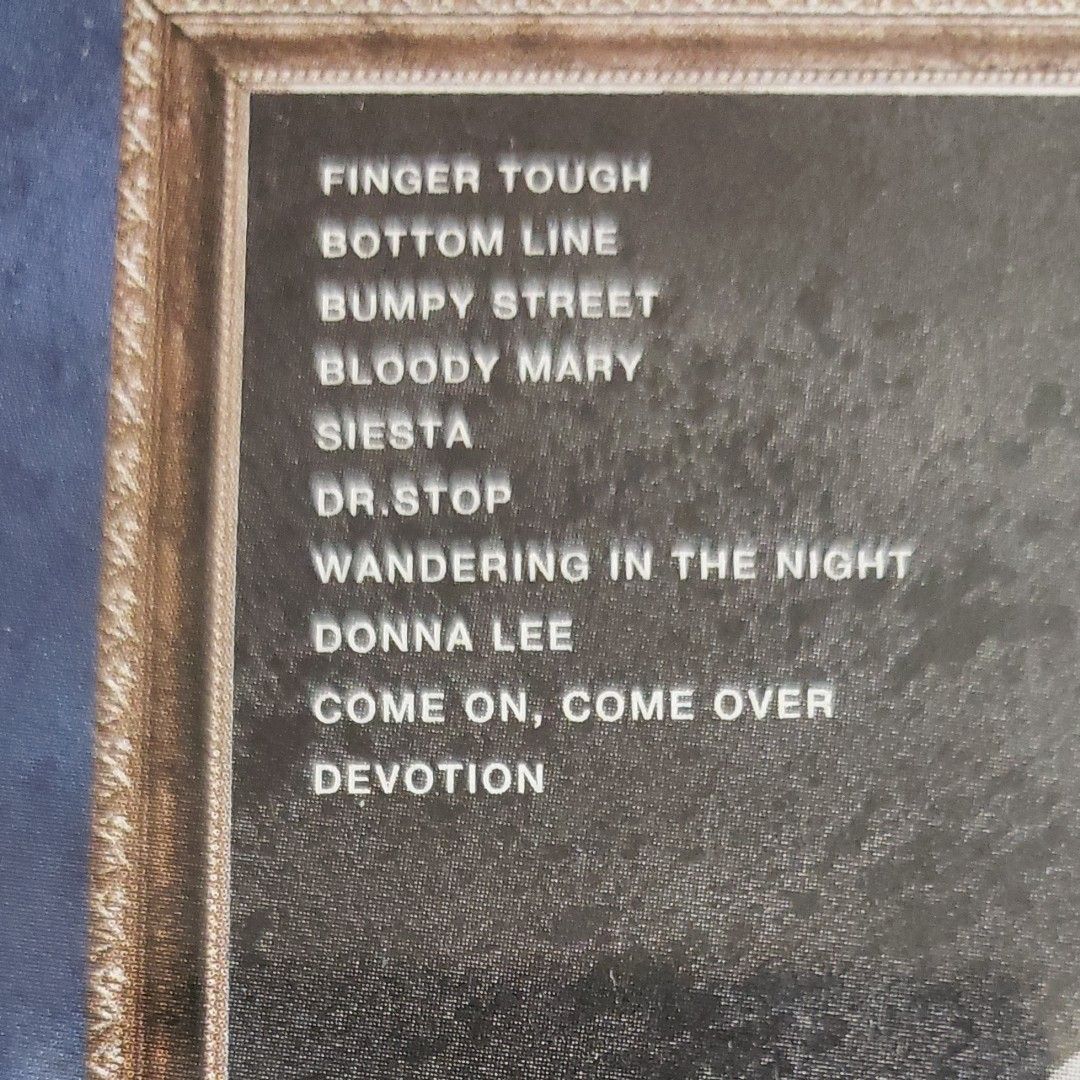 FINGER TOUGH
BOTTOM LINE
BUMPY STREET
BLOODY MARY
SIESTA
DR.STOP
WANDERING IN THE NIGHT
DONNA LEE
COME ON, COME OVER
DEVOTION